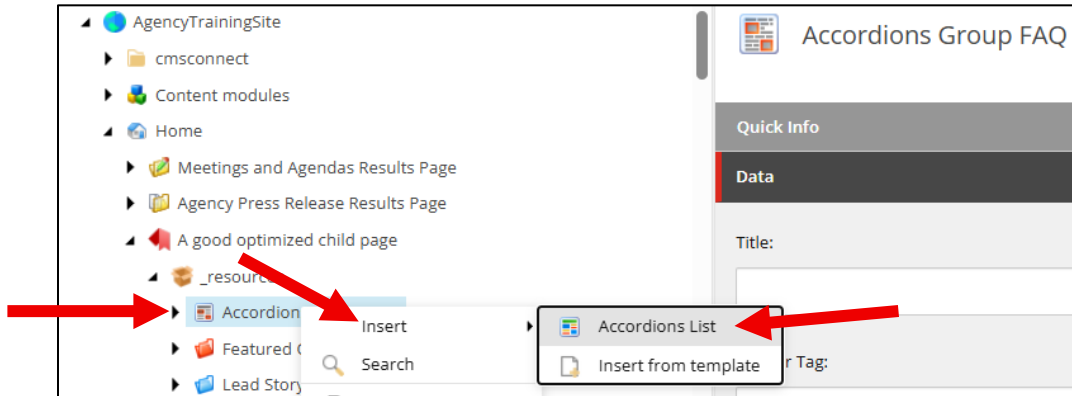 AgencyTrainingSite
cmsconnect
Content modules
Home
Meetings and Agendas Results Page
Agency Press Release Results Page
A good optimized child page
_resourc
Accordion
Featured
Lead Story
Insert
Search
Accordions List
Insert from template
Accordions Group FAQ
Quick Info
Data
Title:
Tag: